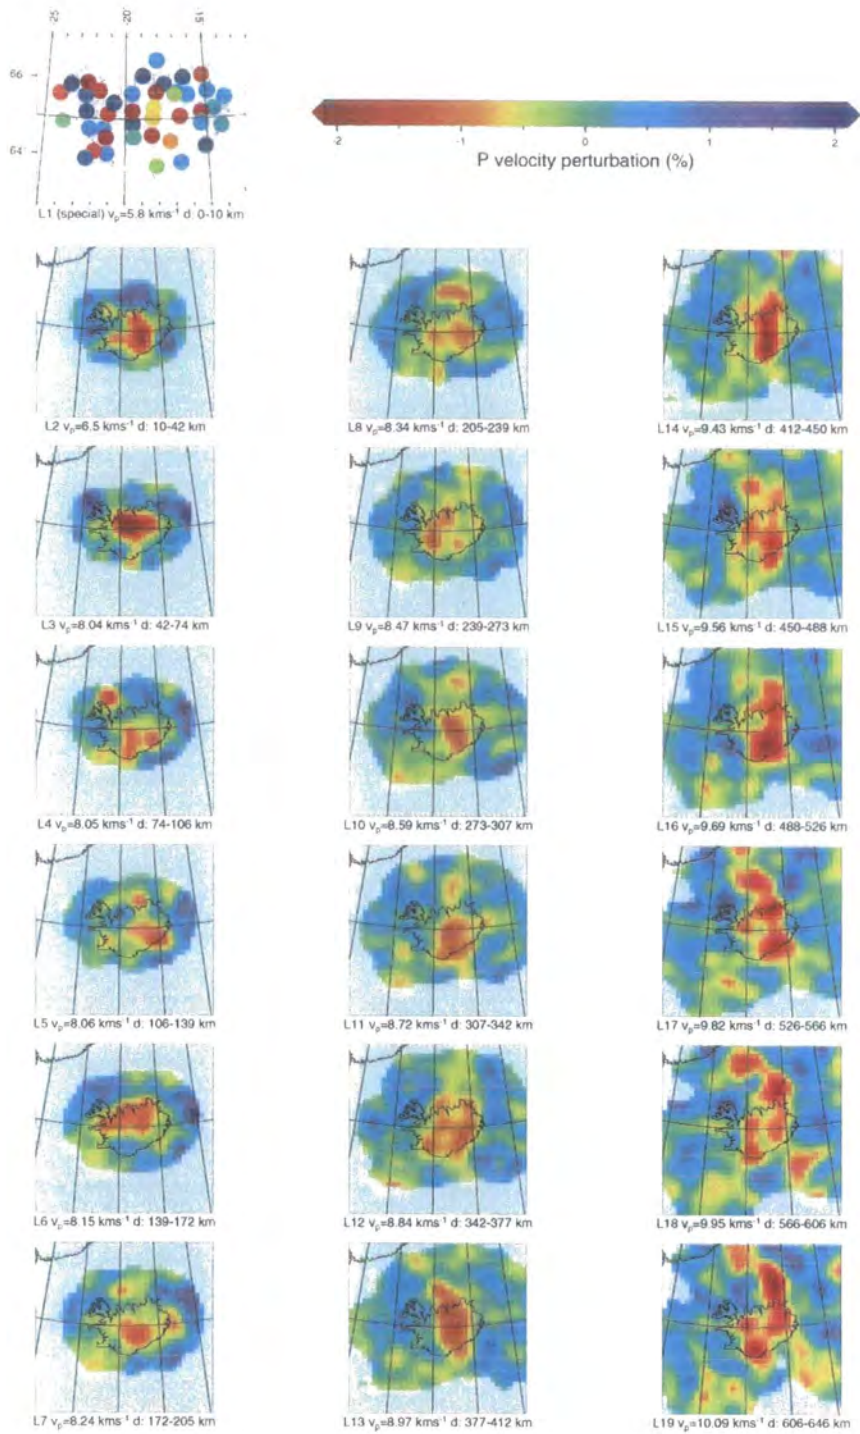 -25 -20 -15
66
64
L1 (special) vp=5.8 kms-1 d: 0-10 km
2 -1 0 1 2
P velocity perturbation (%)
L2 vp=6.5 kms-1 d: 10-42 km
L8 vp=8.34 kms-1 d: 205-239 km
L14 vp=9.43 kms-1 d: 412-450 km
L3 vp=8.04 kms-1 d: 42-74 km
L9 vp=8.47 kms-1 d: 239-273 km
L15 vp=9.56 kms-1 d: 450-488 km
L4 vp=8.05 kms-1 d: 74-106 km
L10 vp=8.59 kms-1 d: 273-307 km
L16 vp=9.69 kms-1 d: 488-526 km
L5 vp=8.06 kms-1 d: 106-139 km
L11 vp=8.72 kms-1 d: 307-342 km
L17 vp=9.82 kms-1 d: 526-566 km
L6 vp=8.15 kms-1 d: 139-172 km
L12 vp=8.84 kms-1 d: 342-377 km
L18 vp=9.95 kms-1 d: 566-606 km
L7 vp=8.24 kms-1 d: 172-205 km
L13 vp=8.97 kms-1 d: 377-412 km
L19 vp=10.09 kms-1 d: 606-646 km